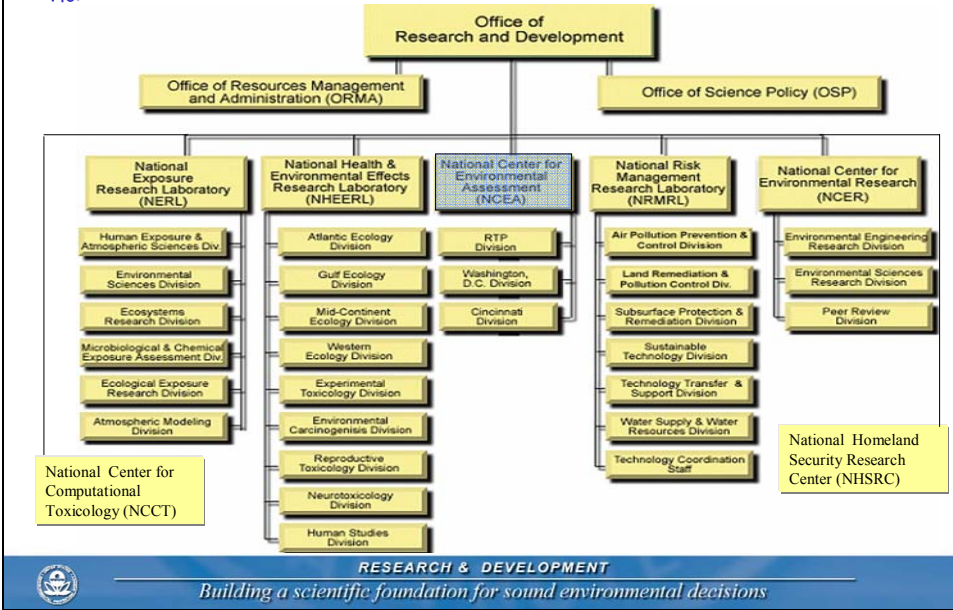 Office of
Research and Development
Office of Resources Management
and Administration (ORMA)
Office of Science Policy (OSP)
National
Exposure
Research Laboratory
(NERL)
National Health &
Environmental Effects
Research Laboratory
(NHEERL)
National Center for
Environmental
Assessment
(NCEA)
National Risk
Management
Research Laboratory
(NRMRL)
National Center for
Environmental Research
(NCER)
Human Exposure &
Atmospheric Sciences Div.
Environmental
Sciences Division
Ecosystems
Research Division
Microbiological & Chemical
Exposure Assessment Div.
Ecological Exposure
Research Division
Atmospheric Modeling
Division
Atlantic Ecology
Division
Gulf Ecology
Division
Mid-Continent
Ecology Division
Western
Ecology Division
Experimental
Toxicology Division
Environmental
Carcinogenisis Division
Reproductive
Toxicology Division
Neurotoxicology
Division
Human Studies
Division
RTP
Division
Washington,
D.C. Division
Cincinnati
Division
Air Pollution Prevention &
Control Division
Land Remediation &
Pollution Control Div.
Subsurface Protection &
Remediation Division
Sustainable
Technology Division
Technology Transfer &
Support Division
Water Supply & Water
Resources Division
Technology Coordination
Staff
Environmental Engineering
Research Division
Environmental Sciences
Research Division
Peer Review
Division
National Center for
Computational
Toxicology (NCCT)
National Homeland
Security Research
Center (NHSRC)
RESEARCH & DEVELOPMENT
Building a scientific foundation for sound environmental decisions